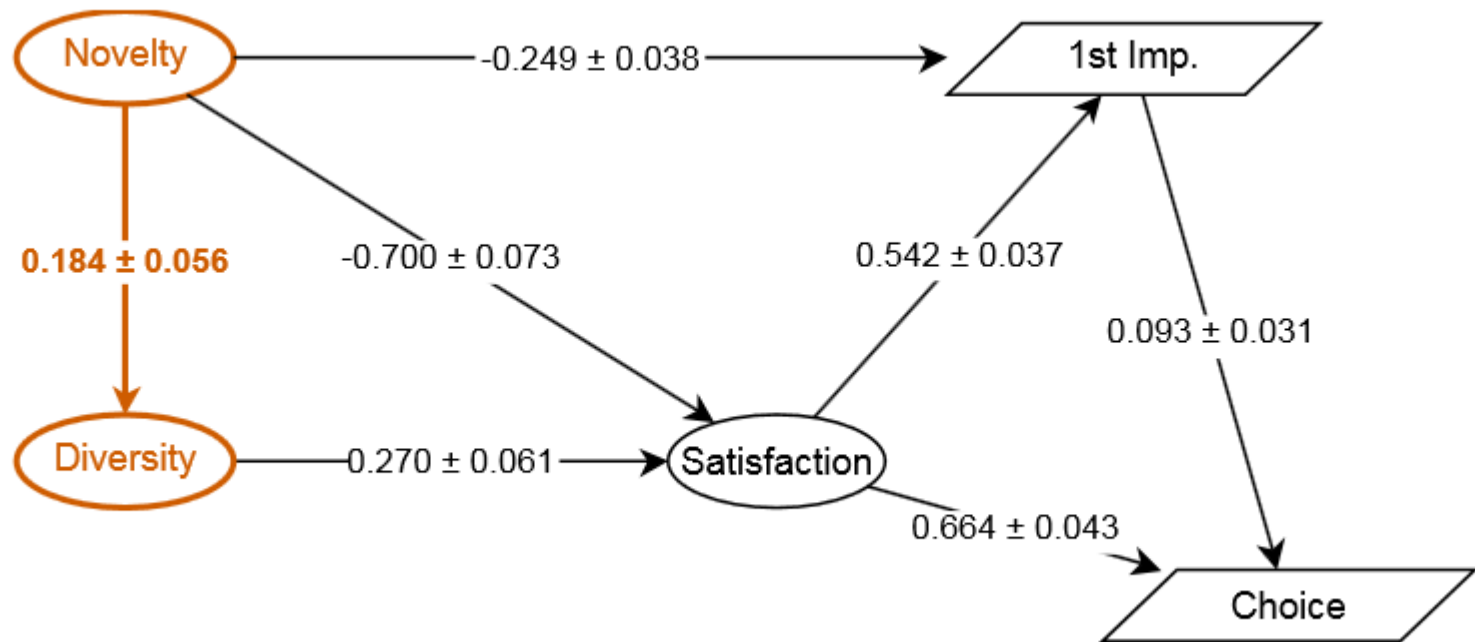 Novelty
-0.249 ± 0.038
1st Imp.
0.184 ± 0.056
-0.700 ± 0.073
0.542 ± 0.037
0.093 ± 0.031
Diversity
0.270 ± 0.061
Satisfaction
0.664 ± 0.043
Choice